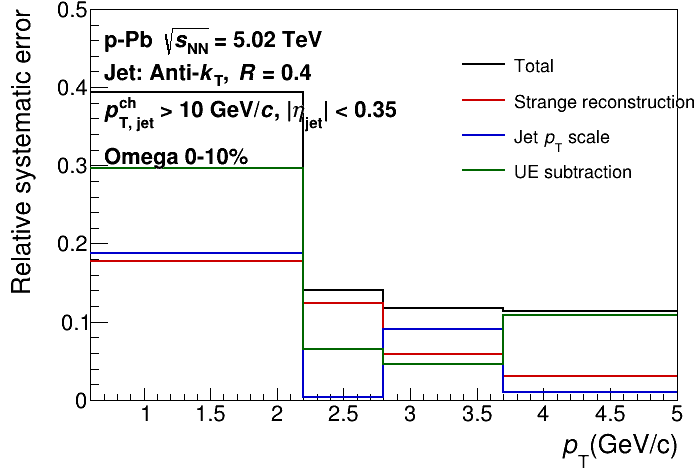 Relative systematic error
0.5
0.4
0.3
0.2
0.1
0
p-Pb √sNN = 5.02 TeV
Jet: Anti-kT, R = 0.4
pT, jet ch > 10 GeV/c, |ηjet| < 0.35
Omega 0-10%
Total
Strange reconstruction
Jet pT scale
UE subtraction
1 1.5 2 2.5 3 3.5 4 4.5 5
pT(GeV/c)